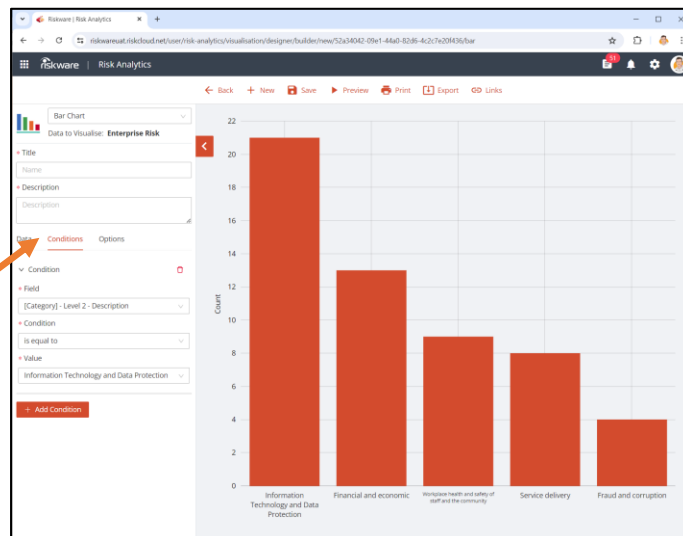 Riskware | Risk Analytics
riskwareuat.riskcloud.net/user/risk-analytics/visualisation/designer/builder/new/52a34042-09e1-44a0-82d6-4c2c7e20f436/bar
riskware | Risk Analytics
51
Back New Save Preview Print Export Links
Bar Chart
Data to Visualise: Enterprise Risk
* Title
Name
* Description
Description
Data Conditions Options
Condition
* Field
[Category] - Level 2 - Description
* Condition
is equal to
* Value
Information Technology and Data Protection
+ Add Condition
22
20
18
16
14
12
10
8
6
4
2
0
Count
Information Technology and Data Protection
Financial and economic
Workplace health and safety of staff and the community
Service delivery
Fraud and corruption